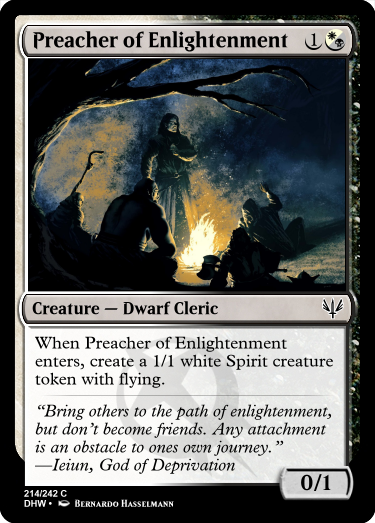 Preacher of Enlightenment 1
Creature — Dwarf Cleric
When Preacher of Enlightenment
enters, create a 1/1 white Spirit creature
token with flying.
“Bring others to the path of enlightenment,
but don’t become friends. Any attachment
is an obstacle to ones own journey.”
—Ieiun, God of Deprivation
0/1
214/242 C
DHW • Bernardo Hasselmann